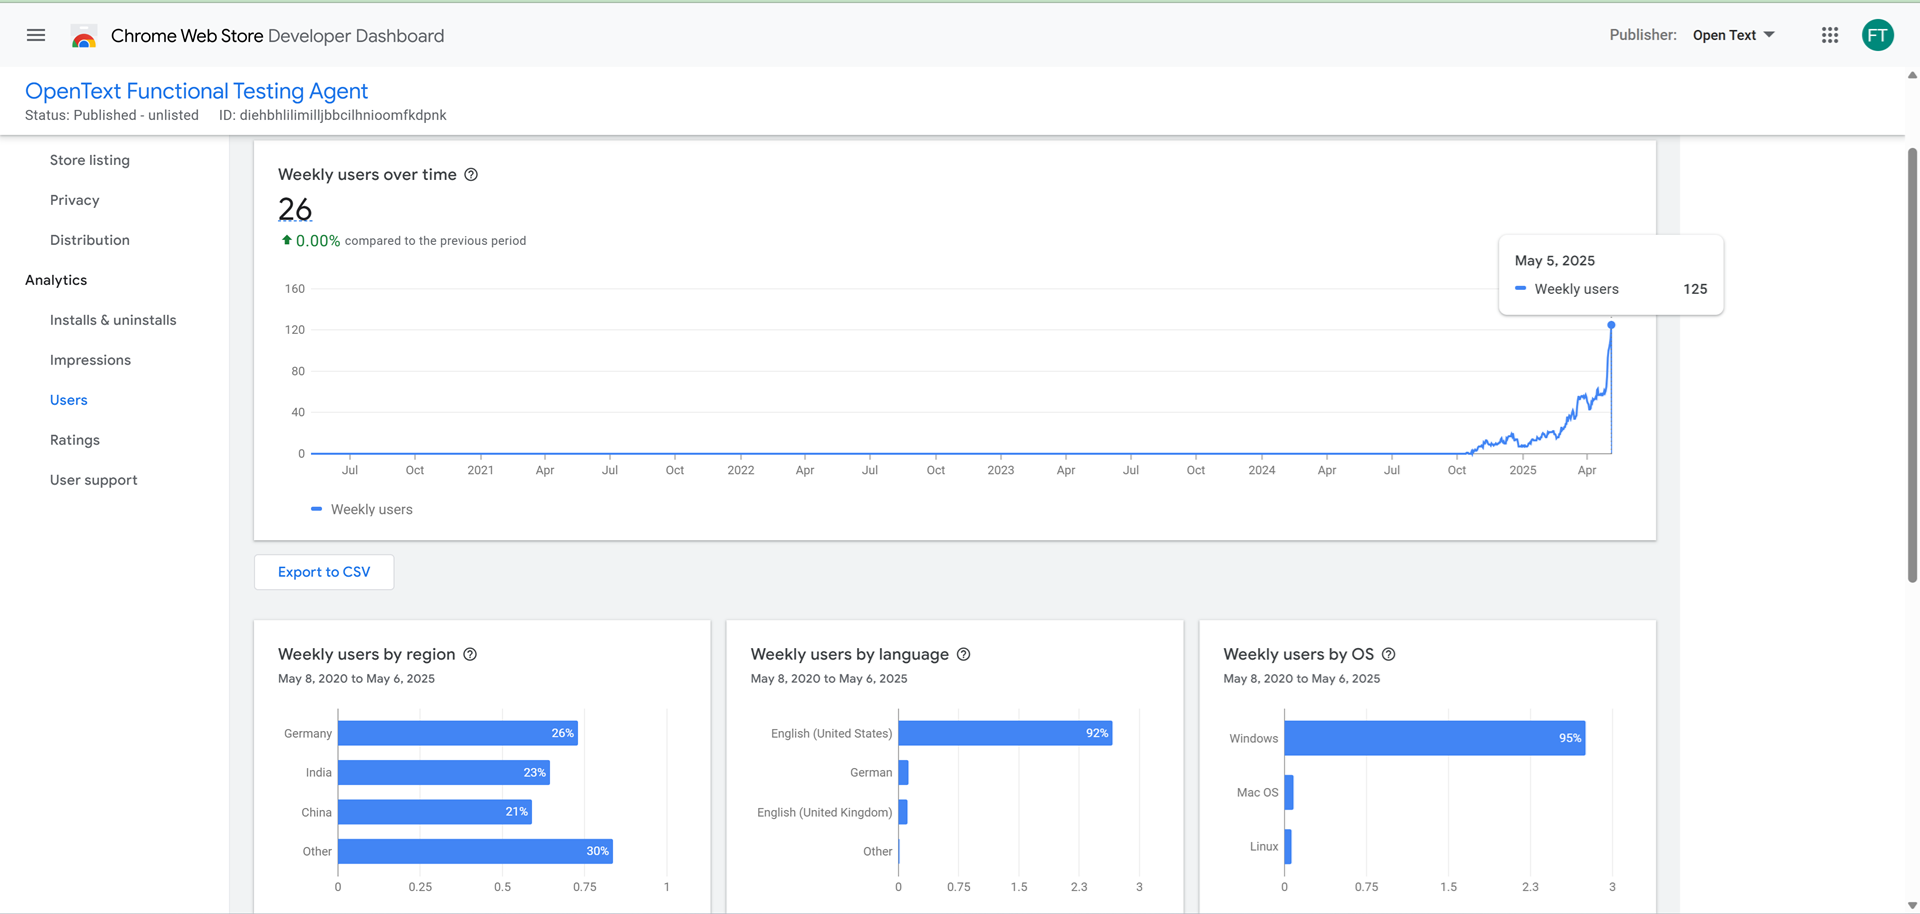 Chrome Web Store Developer Dashboard
Publisher: Open Text
FT
OpenText Functional Testing Agent
Status: Published - unlisted ID: diehbhlilimilljbbcilhnioomfkdpnk
Store listing
Privacy
Distribution
Analytics
Installs & uninstalls
Impressions
Users
Ratings
User support
Weekly users over time
26
0.00% compared to the previous period
May 5, 2025
Weekly users 125
160
120
80
40
0
Jul Oct 2021 Apr Jul Oct 2022 Apr Jul Oct 2023 Apr Jul Oct 2024 Apr Jul Oct 2025 Apr
Weekly users
Export to CSV
Weekly users by region
May 8, 2020 to May 6, 2025
Germany 26%
India 23%
China 21%
Other 30%
0 0.25 0.5 0.75 1
Weekly users by language
May 8, 2020 to May 6, 2025
English (United States) 92%
German
English (United Kingdom)
Other
0 0.75 1.5 2.3 3
Weekly users by OS
May 8, 2020 to May 6, 2025
Windows 95%
Mac OS
Linux
0 0.75 1.5 2.3 3